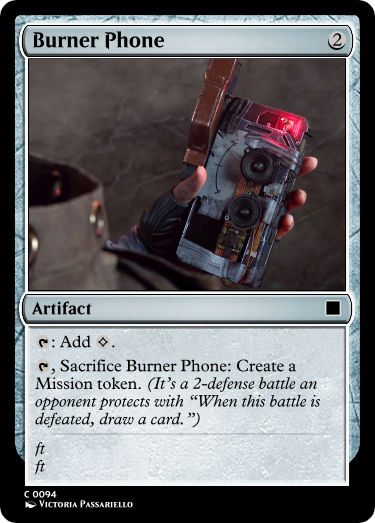 Burner Phone 2
Artifact
: Add .
, Sacrifice Burner Phone: Create a
Mission token. (It's a 2-defense battle an
opponent protects with “When this battle is
defeated, draw a card.”)
ft
ft
C 0094
Victoria Passariello